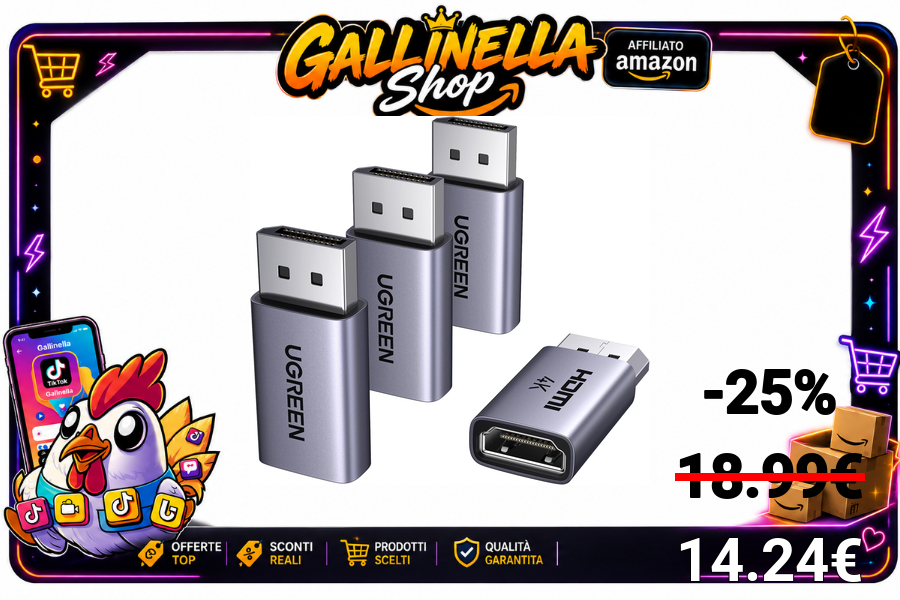 GALLINELLA
Shop
AFFILIATO
amazon
UGREEN
UGREEN
UGREEN
HDMI
4K
Gallinella
TikTok
Gallinella
-25%
18.99€
14.24€
OFFERTE
TOP
SCONTI
REALI
PRODOTTI
SCELTI
QUALITÀ
GARANTITA